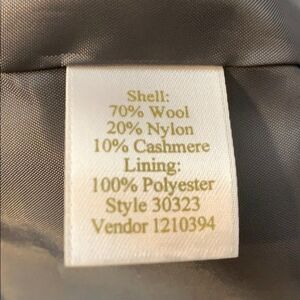 Shell:
70% Wool
20% Nylon
10% Cashmere
Lining:
100% Polyester
Style 30323
Vendor 1210394